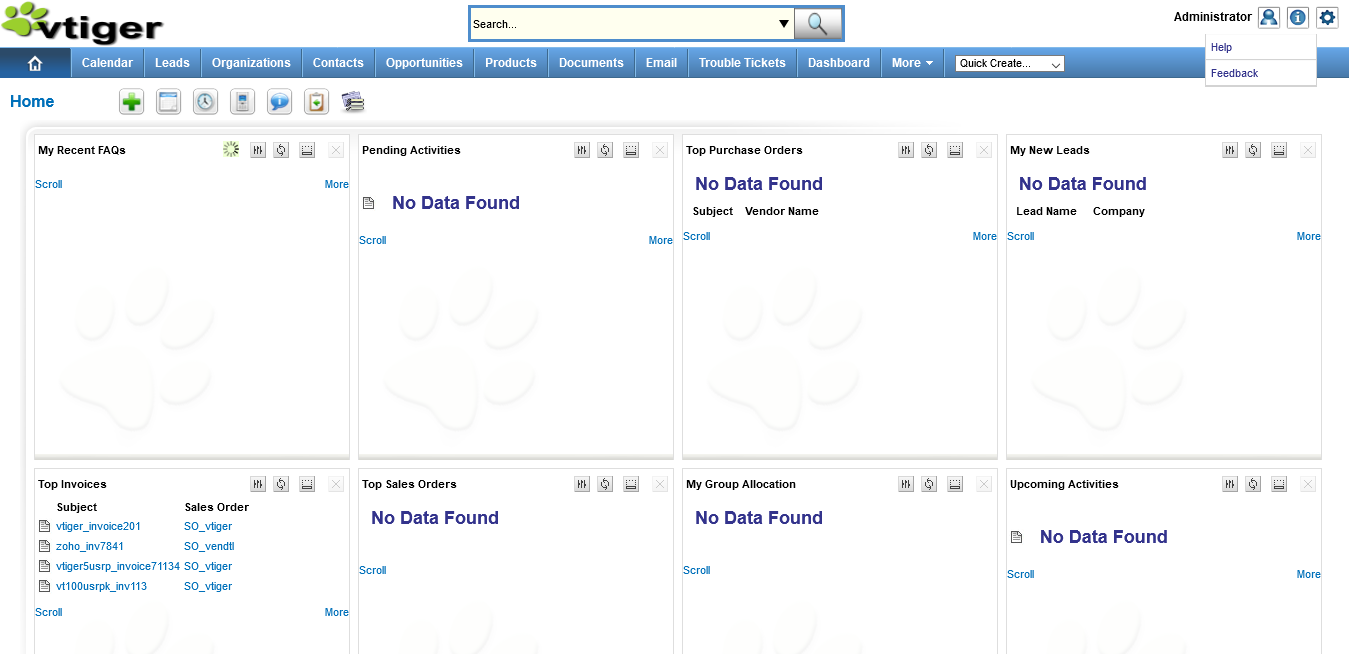 vtiger
Search...
Administrator
Help
Feedback
Calendar Leads Organizations Contacts Opportunities Products Documents Email Trouble Tickets Dashboard More Quick Create...
Home
My Recent FAQs
Scroll More
Pending Activities
No Data Found
Scroll More
Top Purchase Orders
No Data Found
Subject Vendor Name
Scroll More
My New Leads
No Data Found
Lead Name Company
Scroll More
Top Invoices
Subject Sales Order
vtiger_invoice201 SO_vtiger
zoho_inv7841 SO_vendtl
vtiger5usrp_invoice71134 SO_vtiger
vt100usrpk_inv113 SO_vtiger
Scroll More
Top Sales Orders
No Data Found
Scroll
My Group Allocation
No Data Found
Scroll
Upcoming Activities
No Data Found
Scroll More